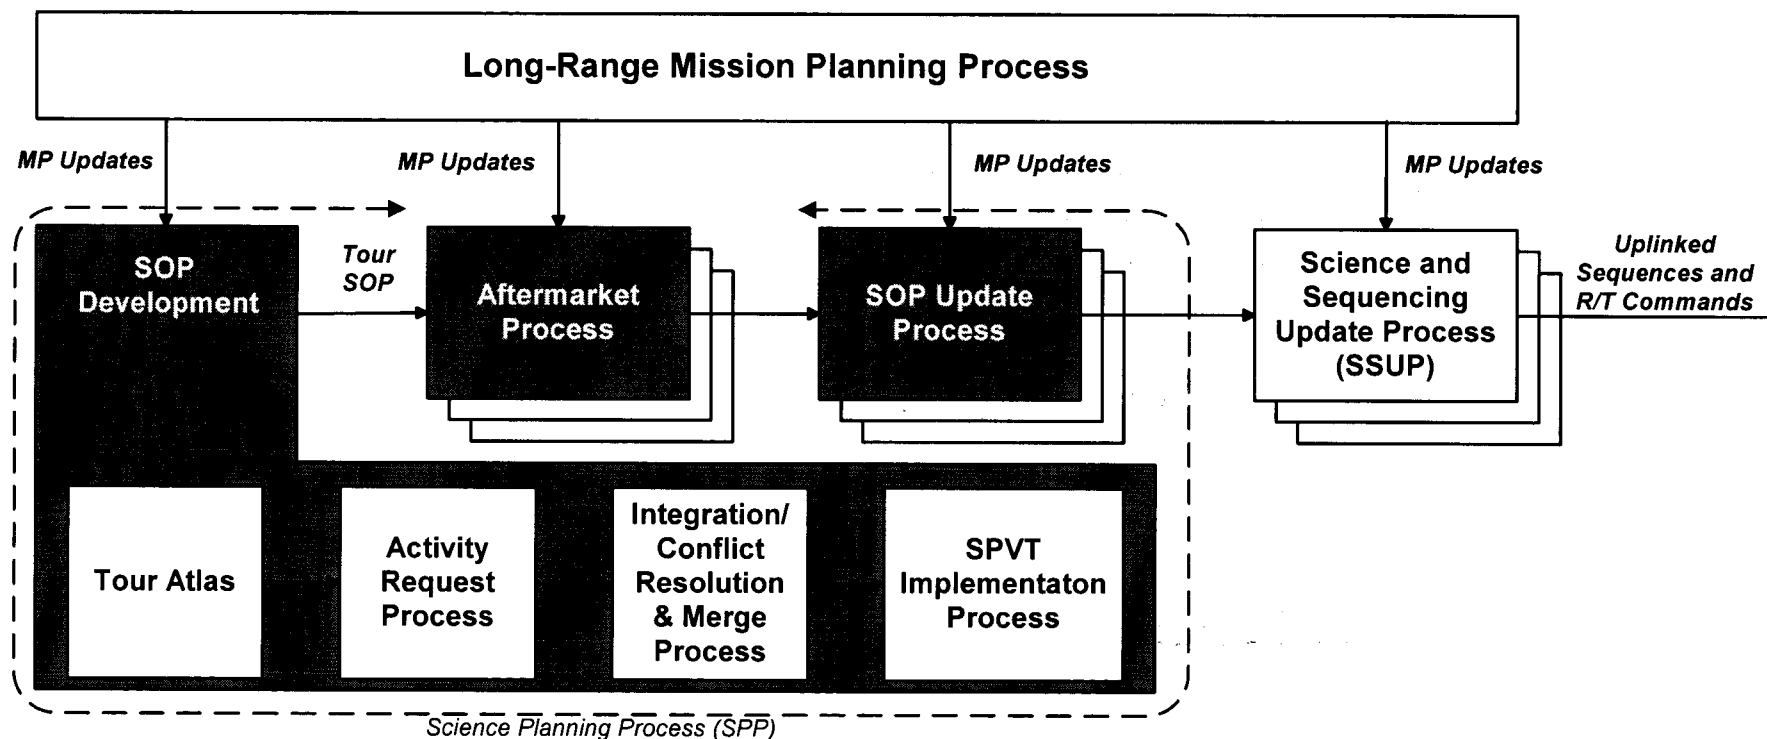 Long-Range Mission Planning Process
MP Updates
MP Updates
MP Updates
MP Updates
SOP
Development
Tour
SOP
Aftermarket
Process
SOP Update
Process
Science and
Sequencing
Update Process
(SSUP)
Uplinked
Sequences and
R/T Commands
Tour Atlas
Activity
Request
Process
Integration/
Conflict
Resolution
& Merge
Process
SPVT
Implementaton
Process
Science Planning Process (SPP)